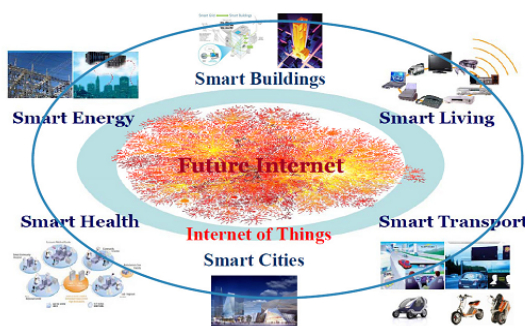 Smart Buildings
Smart Energy
Smart Living
Future Internet
Smart Health
Internet of Things
Smart Transport
Smart Cities